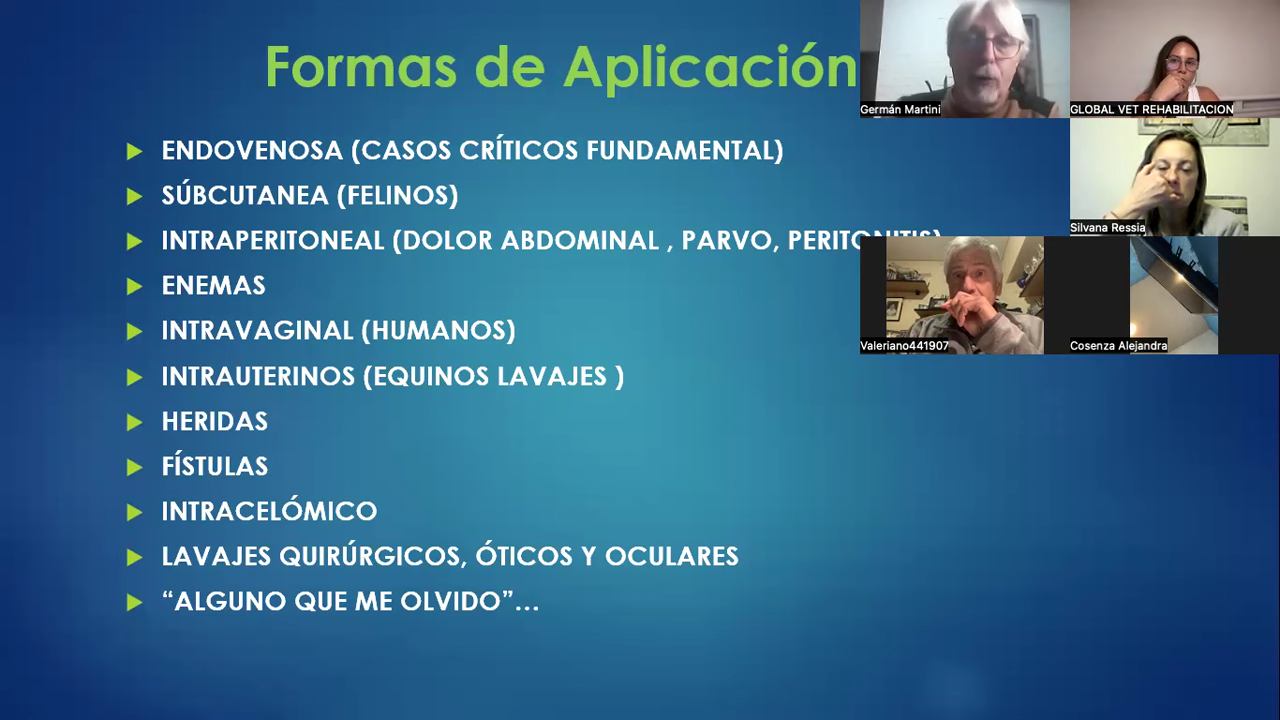 Formas de Aplicación
ENDOVENOSA (CASOS CRÍTICOS FUNDAMENTAL)
SÚBCUTANEA (FELINOS)
INTRAPERITONEAL (DOLOR ABDOMINAL , PARVO, PERITONITIS)
ENEMAS
INTRAVAGINAL (HUMANOS)
INTRAUTERINOS (EQUINOS LAVAJES )
HERIDAS
FÍSTULAS
INTRACELÓMICO
LAVAJES QUIRÚRGICOS, ÓTICOS Y OCULARES
“ALGUNO QUE ME OLVIDO”...
Germán Martini
GLOBAL VET REHABILITACION
Silvana Ressia
Valeriano441907
Cosenza Alejandra